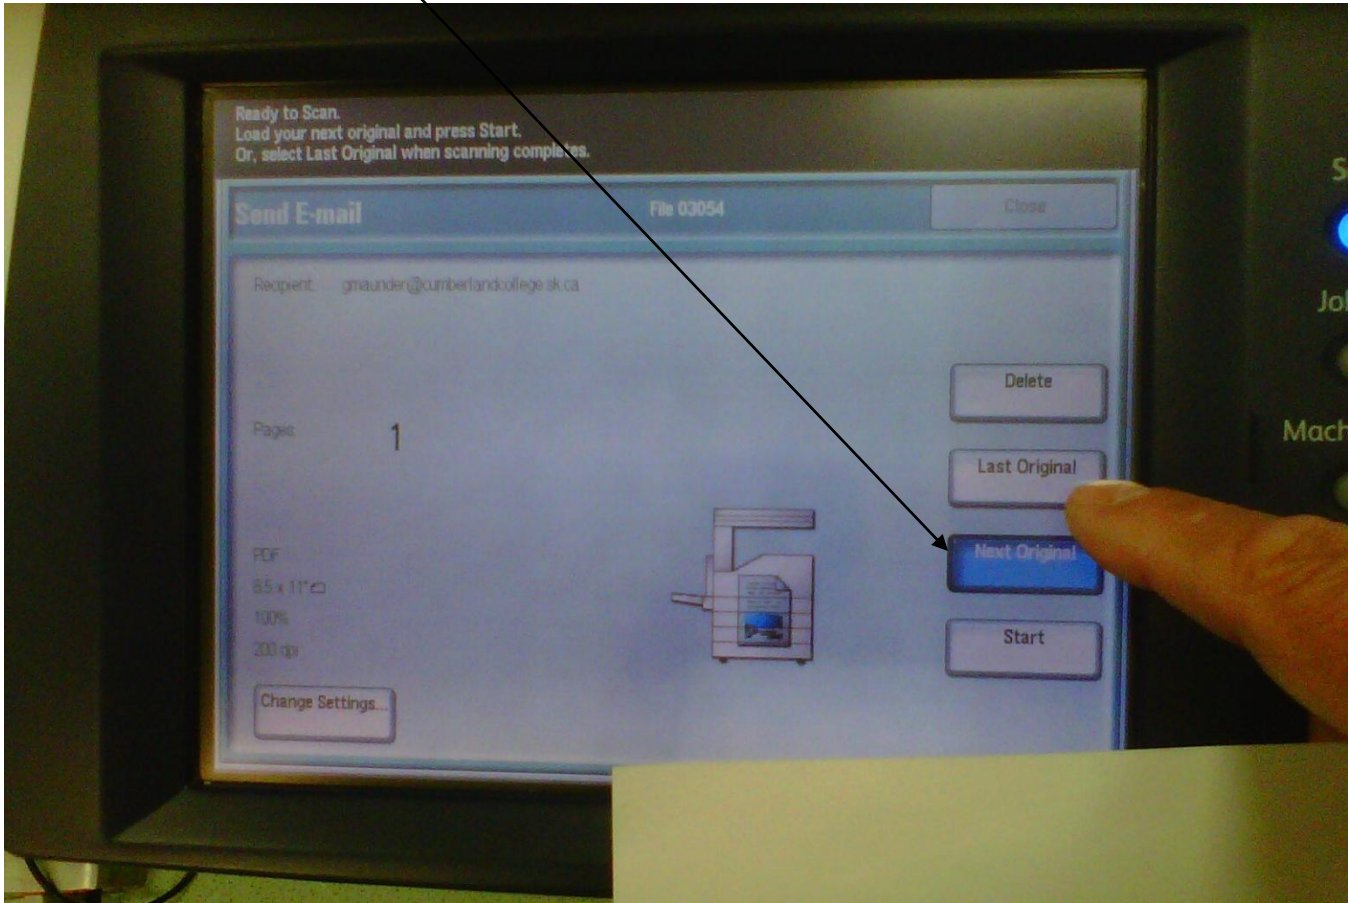 Ready to Scan.
Load your next original and press Start.
Or, select Last Original when scanning completes.
Send E-mail File 03054 Close
Recipient: gmaunder@cumberlandcollege.sk.ca
Delete
Pages: 1
Last Original
PDF
Next Original
8.5 x 11"
100%
200 dpi
Start
Change Settings...
Mach